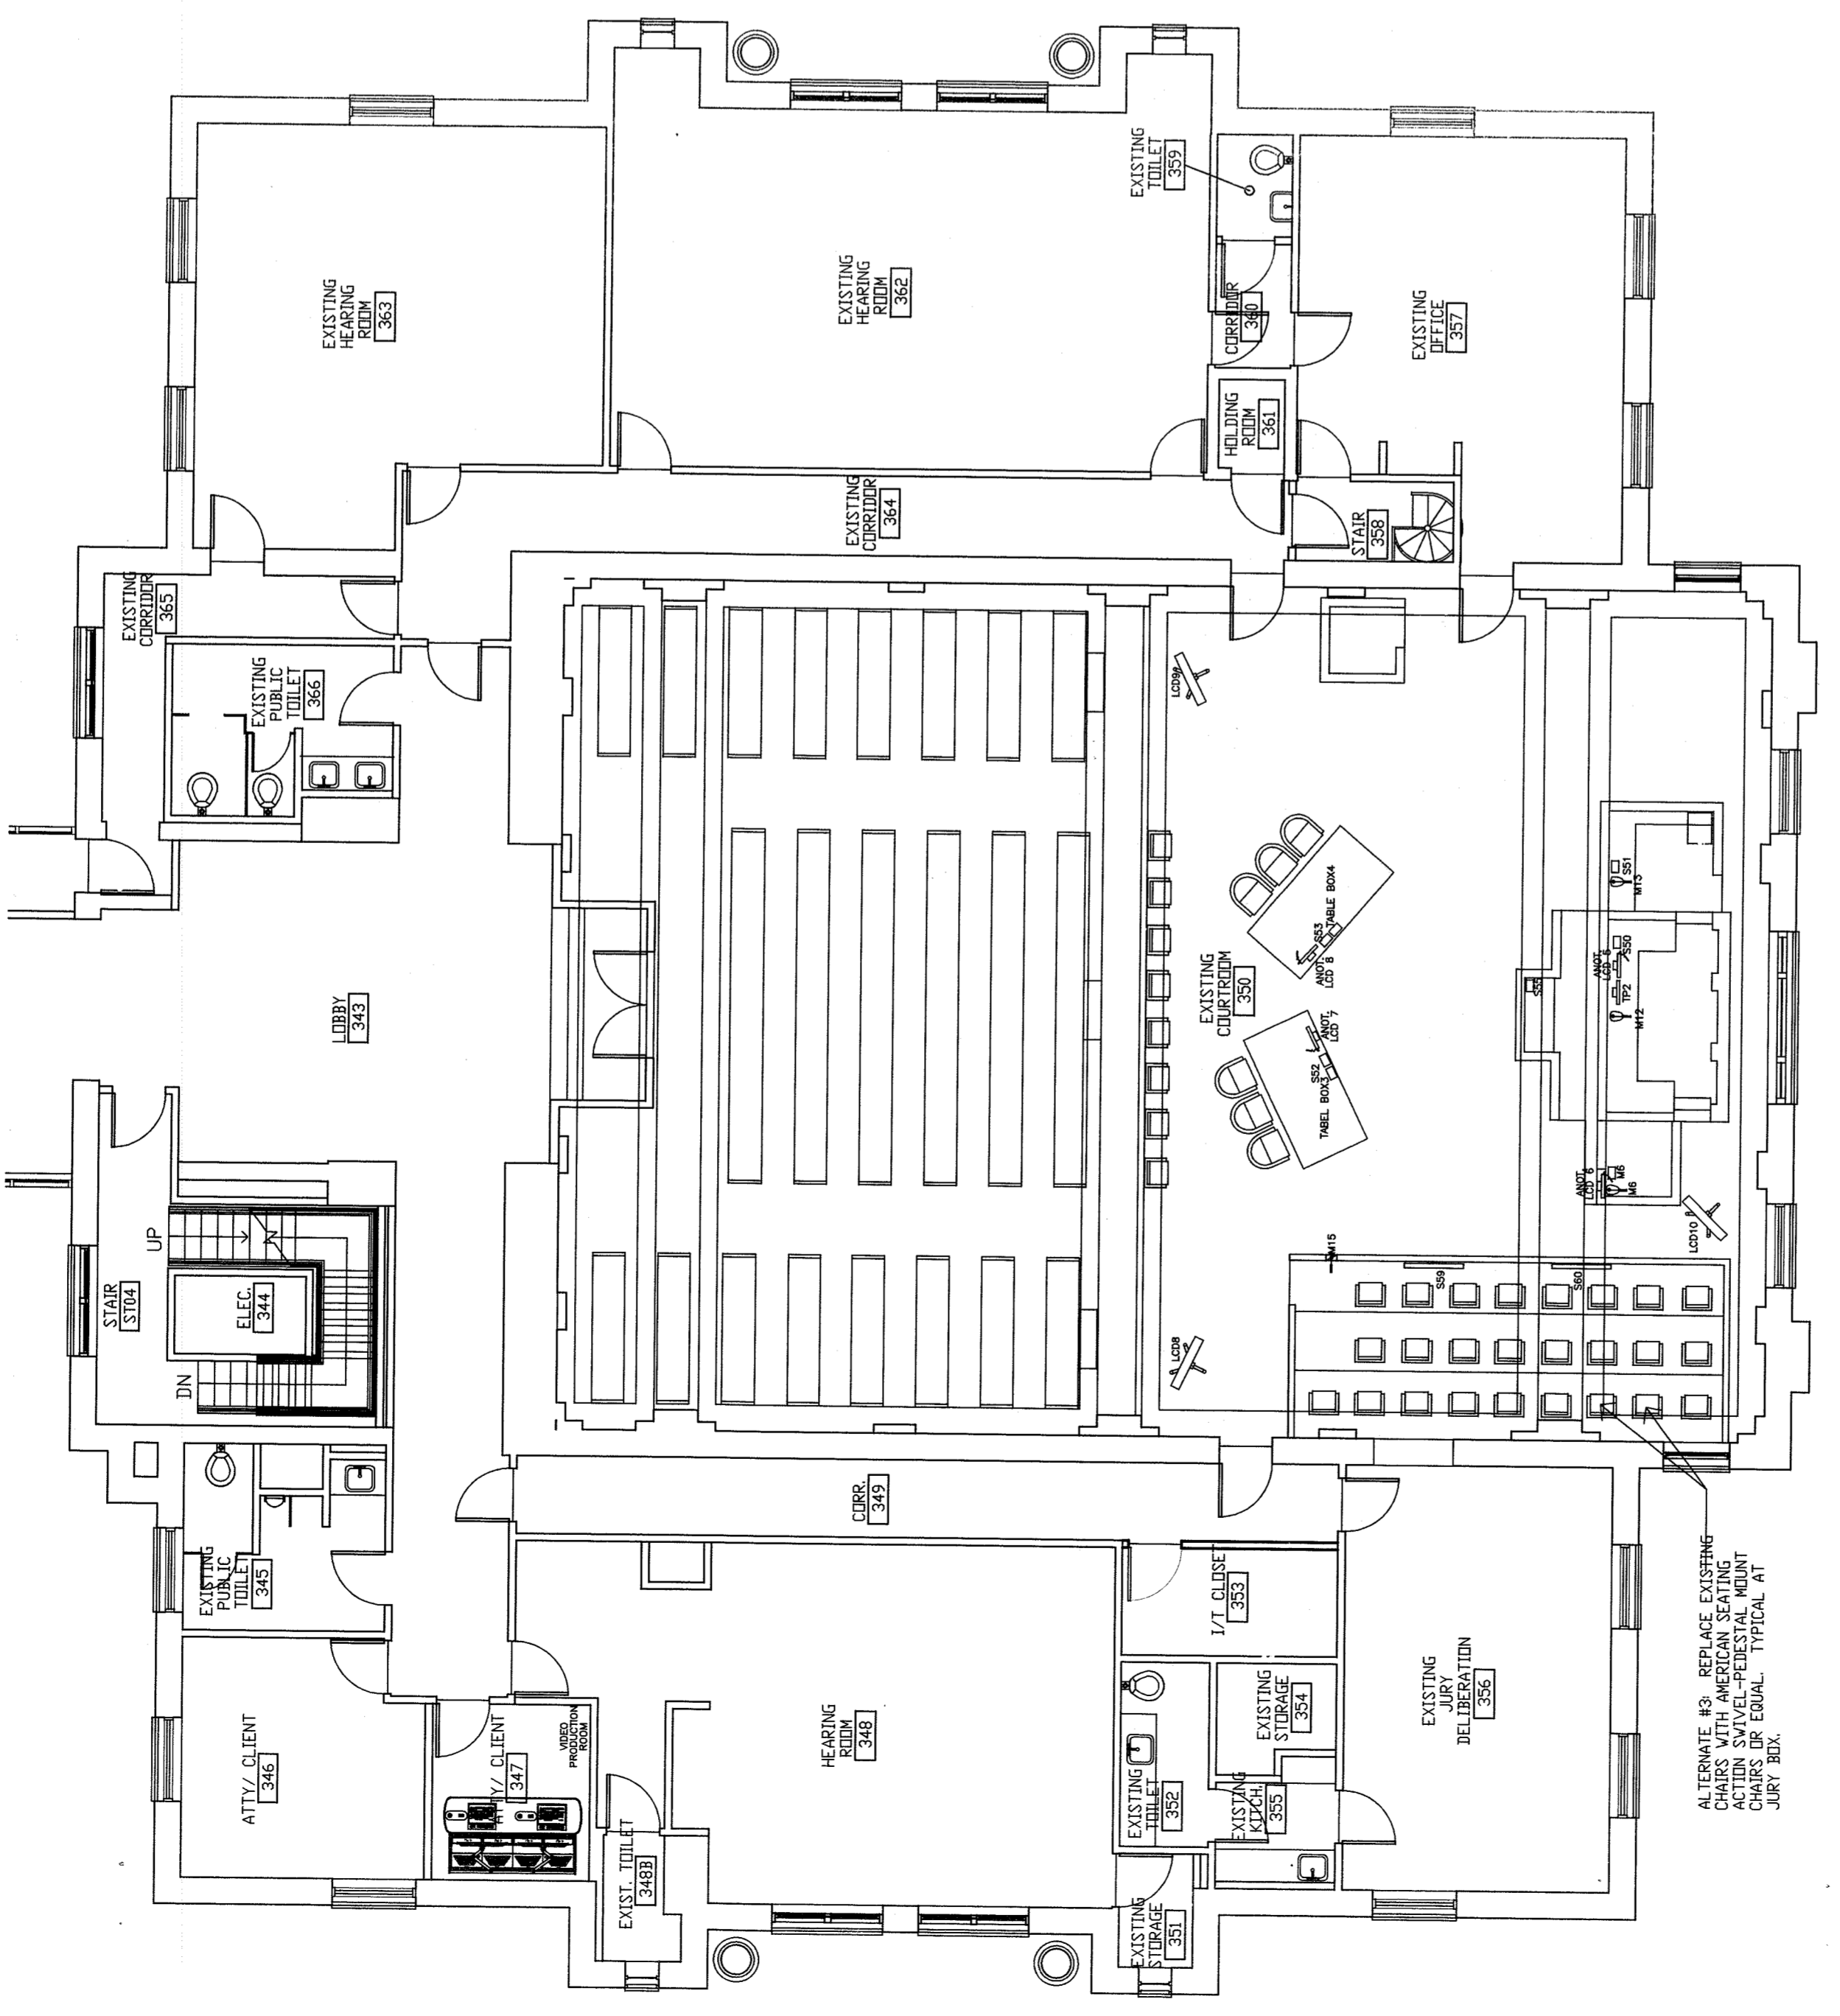 EXISTING
TOILET
359
EXISTING
HEARING
ROOM
363
EXISTING
HEARING
ROOM
362
CORRIDOR
360
EXISTING
OFFICE
357
HOLDING
ROOM
361
EXISTING
CORRIDOR
364
STAIR
358
EXISTING
CORRIDOR
365
EXISTING
PUBLIC
TOILET
366
LCD9
S51
M13
TABLE BOX4
S53
ANOT.
LCD 8
EXISTING
COURTROOM
350
ANOT.
LCD 5
S50
TP2
M12
S55
LOBBY
343
ANOT.
LCD 7
S52
TABEL BOX3
ANOT.
LCD 6
M6
M6
LCD10
M15
S59
S60
LCD8
UP
STAIR
ST04
ELEC.
344
DN
CORR.
349
EXISTING
PUBLIC
TOILET
345
I/T CLOSET
353
ATTY/ CLIENT
346
ATTY/ CLIENT
347
VIDEO
PRODUCTION
ROOM
HEARING
ROOM
348
EXISTING
STORAGE
354
EXISTING
JURY
DELIBERATION
356
EXISTING
TOILET
352
EXISTING
KITCH.
355
EXIST. TOILET
348B
EXISTING
STORAGE
351
ALTERNATE #3: REPLACE EXISTING
CHAIRS WITH AMERICAN SEATING
ACTION SWIVEL-PEDESTAL MOUNT
CHAIRS OR EQUAL. TYPICAL AT
JURY BOX.